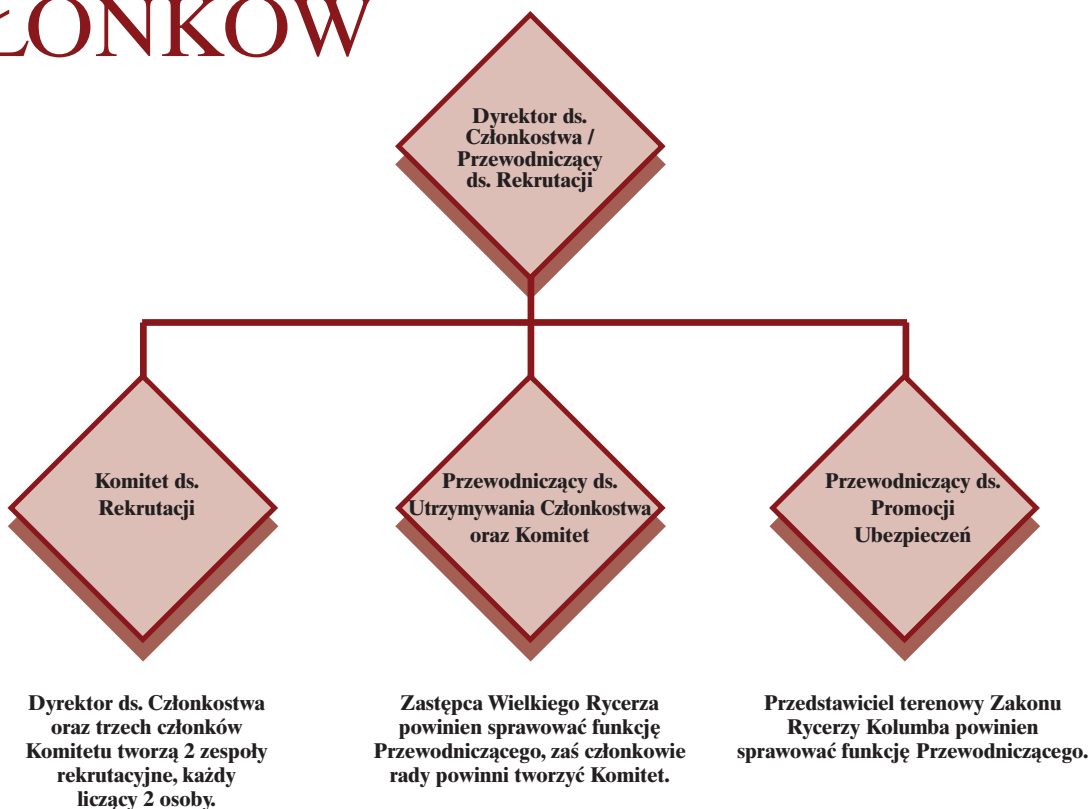 ŁONKÓW
Dyrektor ds.
Członkostwa /
Przewodniczący
ds. Rekrutacji
Komitet ds.
Rekrutacji
Przewodniczący ds.
Utrzymywania Członkostwa
oraz Komitet
Przewodniczący ds.
Promocji
Ubezpieczeń
Dyrektor ds. Członkostwa
oraz trzech członków
Komitetu tworzą 2 zespoły
rekrutacyjne, każdy
liczący 2 osoby.
Zastępca Wielkiego Rycerza
powinien sprawować funkcję
Przewodniczącego, zaś członkowie
rady powinni tworzyć Komitet.
Przedstawiciel terenowy Zakonu
Rycerzy Kolumba powinien
sprawować funkcję Przewodniczącego.